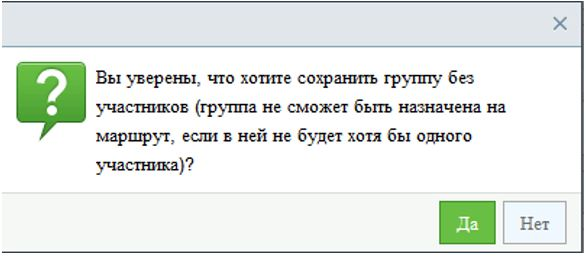 Вы уверены, что хотите сохранить группу без
участников (группа не сможет быть назначена на
маршрут, если в ней не будет хотя бы одного
участника)?
Да
Нет